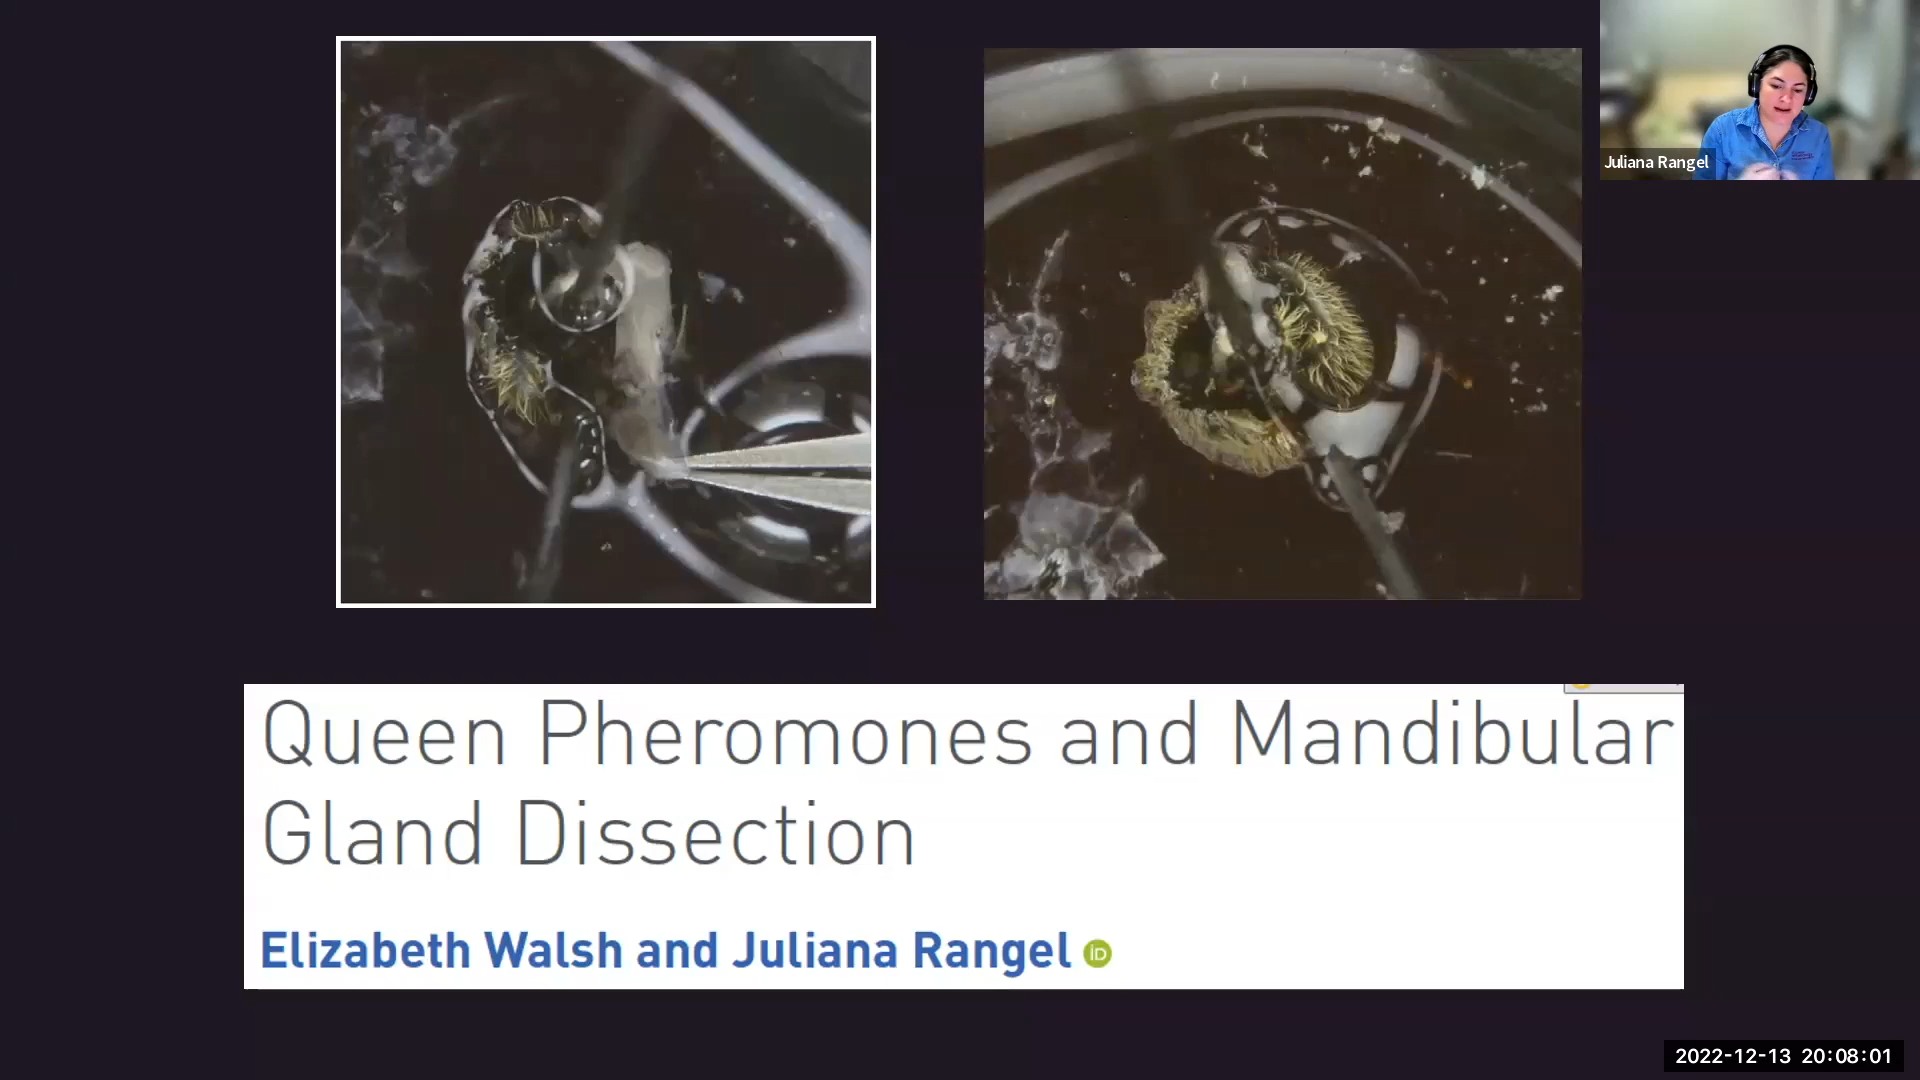 Juliana Rangel
Queen Pheromones and Mandibular
Gland Dissection
Elizabeth Walsh and Juliana Rangel iD
2022-12-13 20:08:01